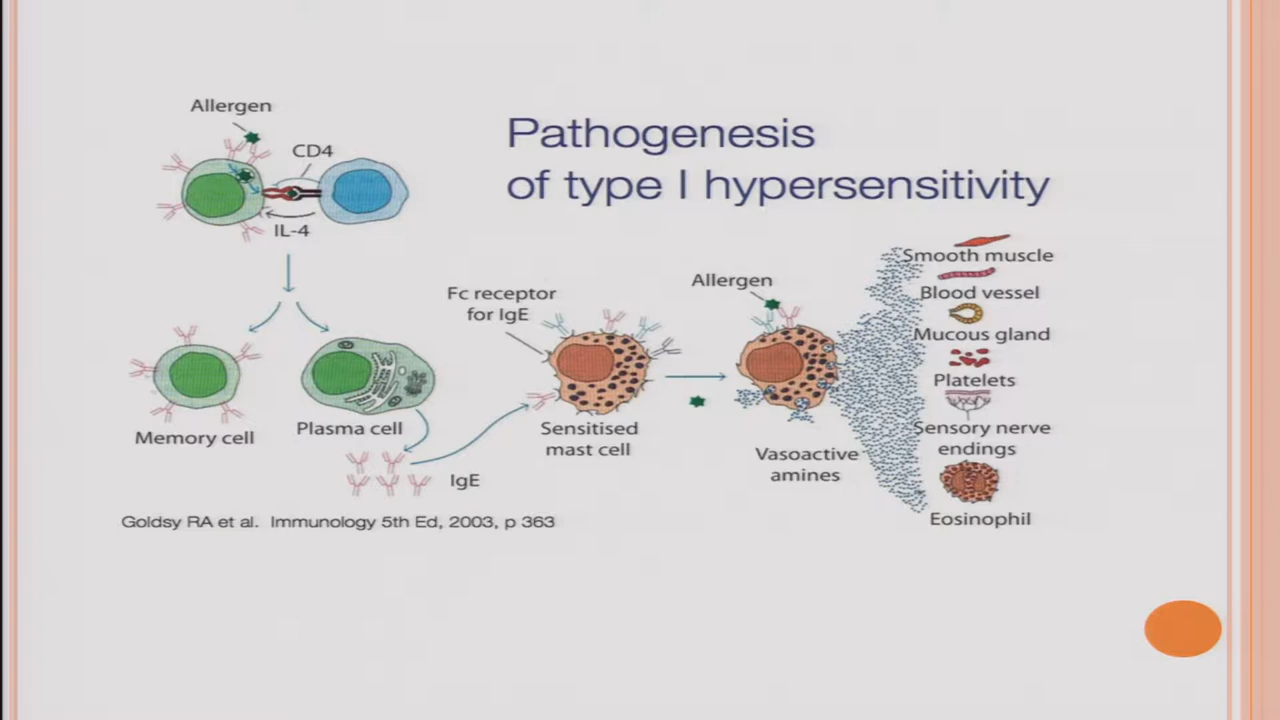 Allergen
CD4
IL-4
Pathogenesis
of type I hypersensitivity
Fc receptor
for IgE
Allergen
Smooth muscle
Blood vessel
Mucous gland
Platelets
Sensory nerve
endings
Eosinophil
Memory cell
Plasma cell
IgE
Sensitised
mast cell
Vasoactive
amines
Goldsy RA et al. Immunology 5th Ed, 2003, p 363